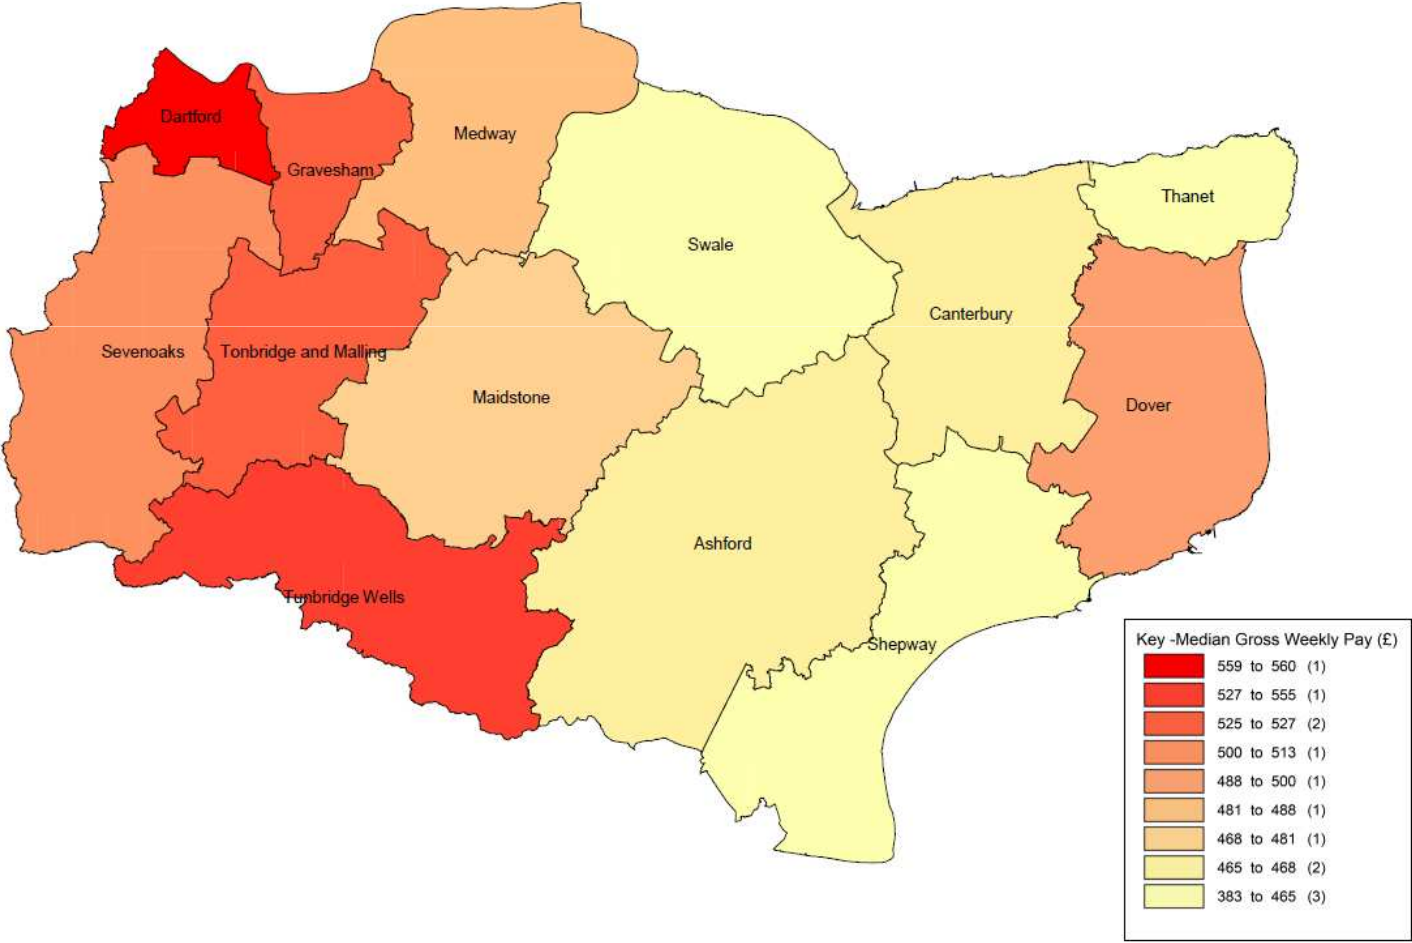 Dartford
Medway
Gravesham
Thanet
Swale
Canterbury
Sevenoaks
Tonbridge and Malling
Maidstone
Dover
Ashford
Tunbridge Wells
Shepway
Key -Median Gross Weekly Pay (£)
559 to 560 (1)
527 to 555 (1)
525 to 527 (2)
500 to 513 (1)
488 to 500 (1)
481 to 488 (1)
468 to 481 (1)
465 to 468 (2)
383 to 465 (3)